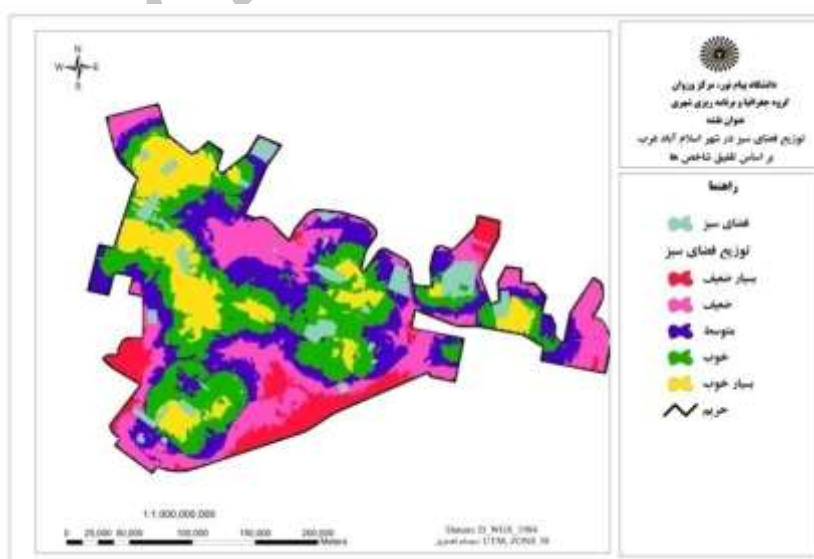 N
W E
S
دانشگاه پیام نور، مرکز ورزوان
گروه جغرافیا و برنامه ریزی شهری
عنوان نقشه
توزیع فضای سبز در شهر اسلام آباد غرب
بر اساس تلفیق شاخص ها
راهنما
فضای سبز
توزیع فضای سبز
بسیار ضعیف
ضعیف
متوسط
خوب
بسیار خوب
حریم
1:1,000,000,000
0 25,000 50,000 100,000 150,000 200,000
Meters
Datum: D_WGS_1984
UTM, ZONE 38